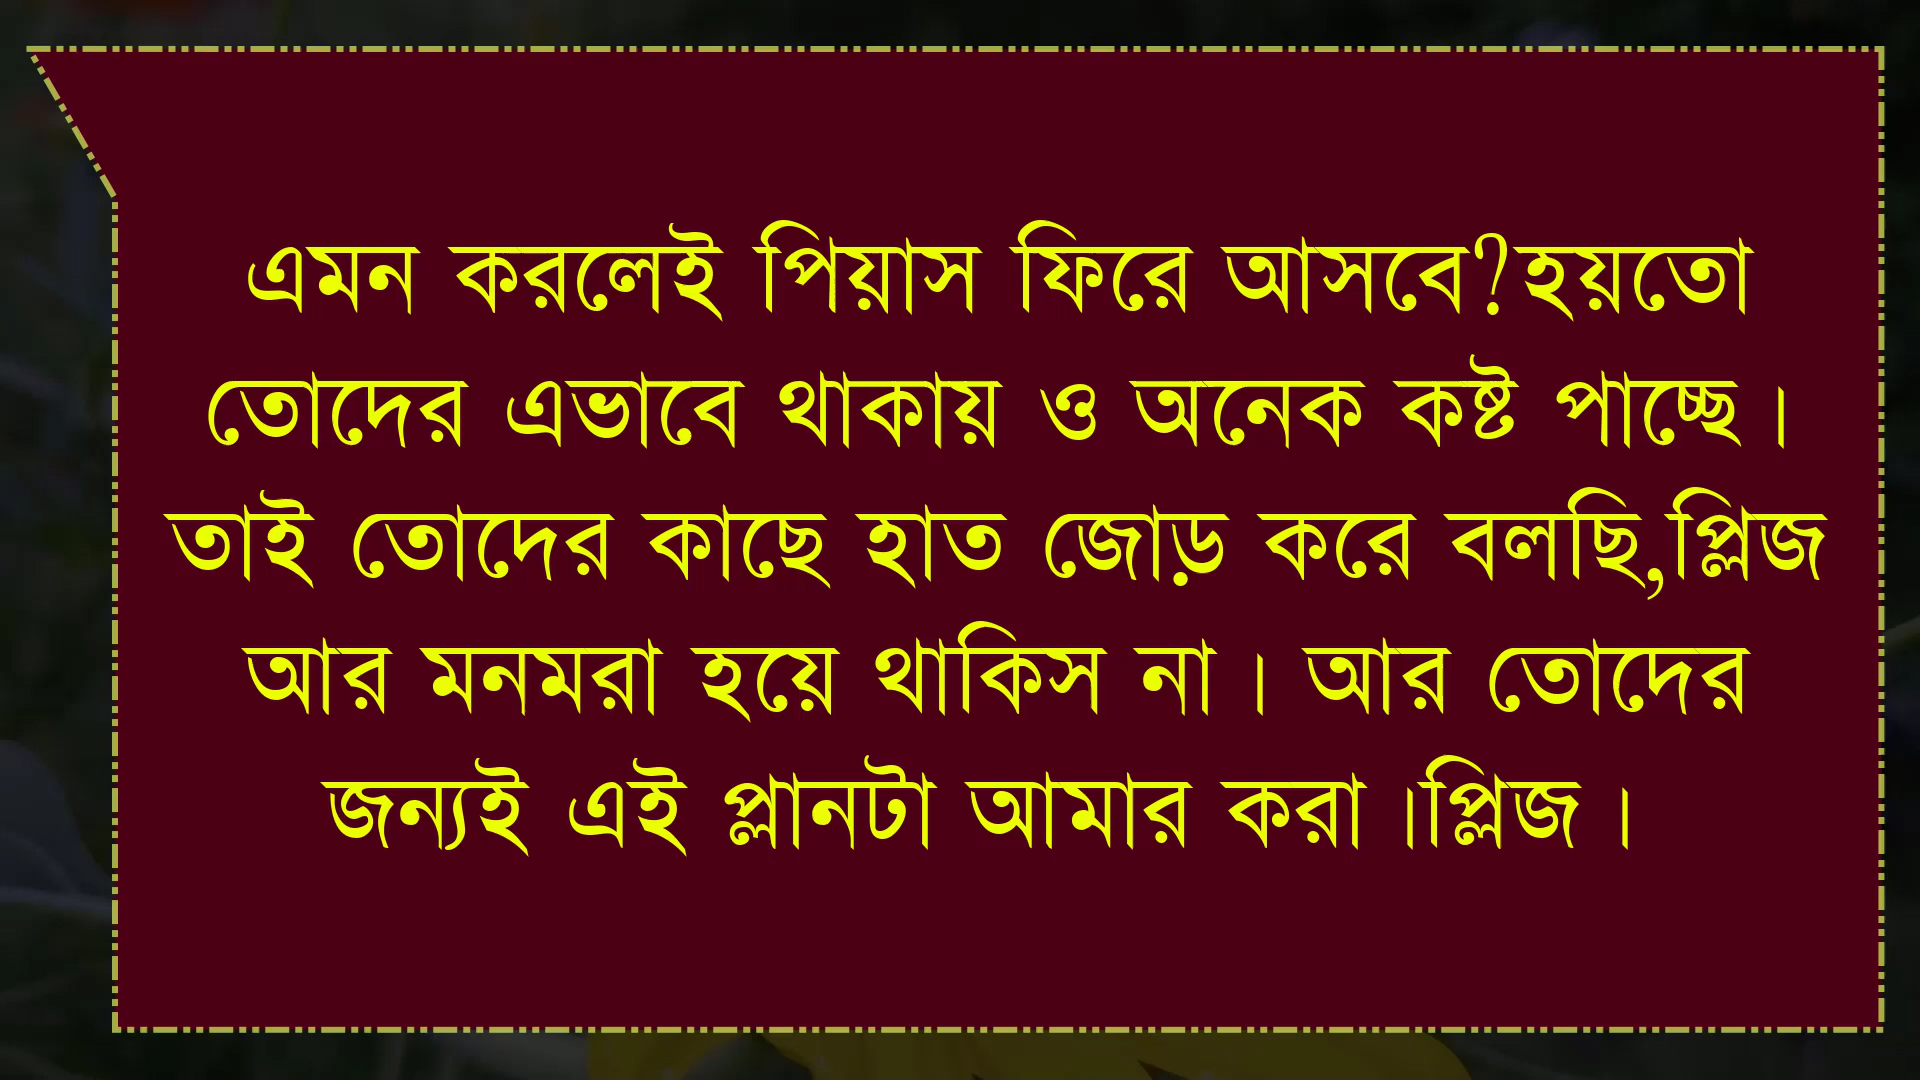 এমন করলেই পিয়াস ফিরে আসবে?হয়তো
তোদের এভাবে থাকায় ও অনেক কষ্ট পাচ্ছে।
তাই তোদের কাছে হাত জোড় করে বলছি,প্লিজ
আর মনমরা হয়ে থাকিস না। আর তোদের
জন্যই এই প্লানটা আমার করা।প্লিজ।